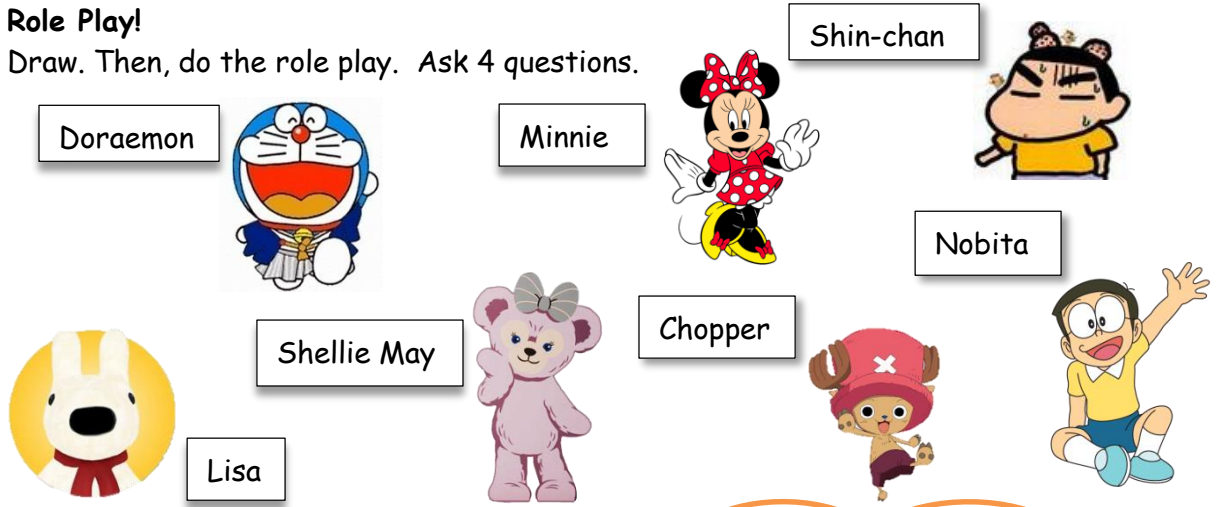 Role Play!
Draw. Then, do the role play. Ask 4 questions.
Shin-chan
Doraemon
Minnie
Nobita
Shellie May
Chopper
Lisa